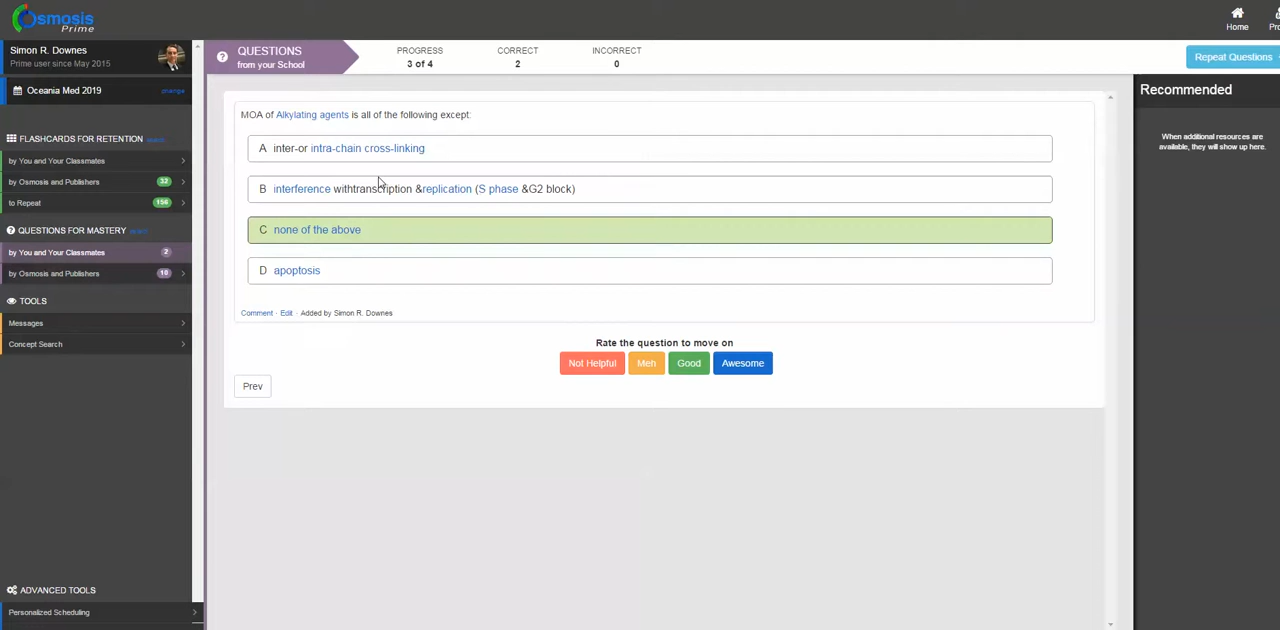 Osmosis
Prime
Home
Simon R. Downes
Prime user since May 2015
Oceania Med 2019
change
FLASHCARDS FOR RETENTION
by You and Your Classmates
by Osmosis and Publishers 33
to Repeat 156
QUESTIONS FOR MASTERY
by You and Your Classmates 2
by Osmosis and Publishers 10
TOOLS
Messages
Concept Search
ADVANCED TOOLS
Personalized Scheduling
? QUESTIONS
from your School
PROGRESS
3 of 4
CORRECT
2
INCORRECT
0
Repeat Questions
MOA of Alkylating agents is all of the following except:
A inter-or intra-chain cross-linking
B interference withtranscription &replication (S phase &G2 block)
C none of the above
D apoptosis
Comment · Edit · Added by Simon R. Downes
Rate the question to move on
Not Helpful Meh Good Awesome
Prev
Recommended
When additional resources are
available, they will show up here.